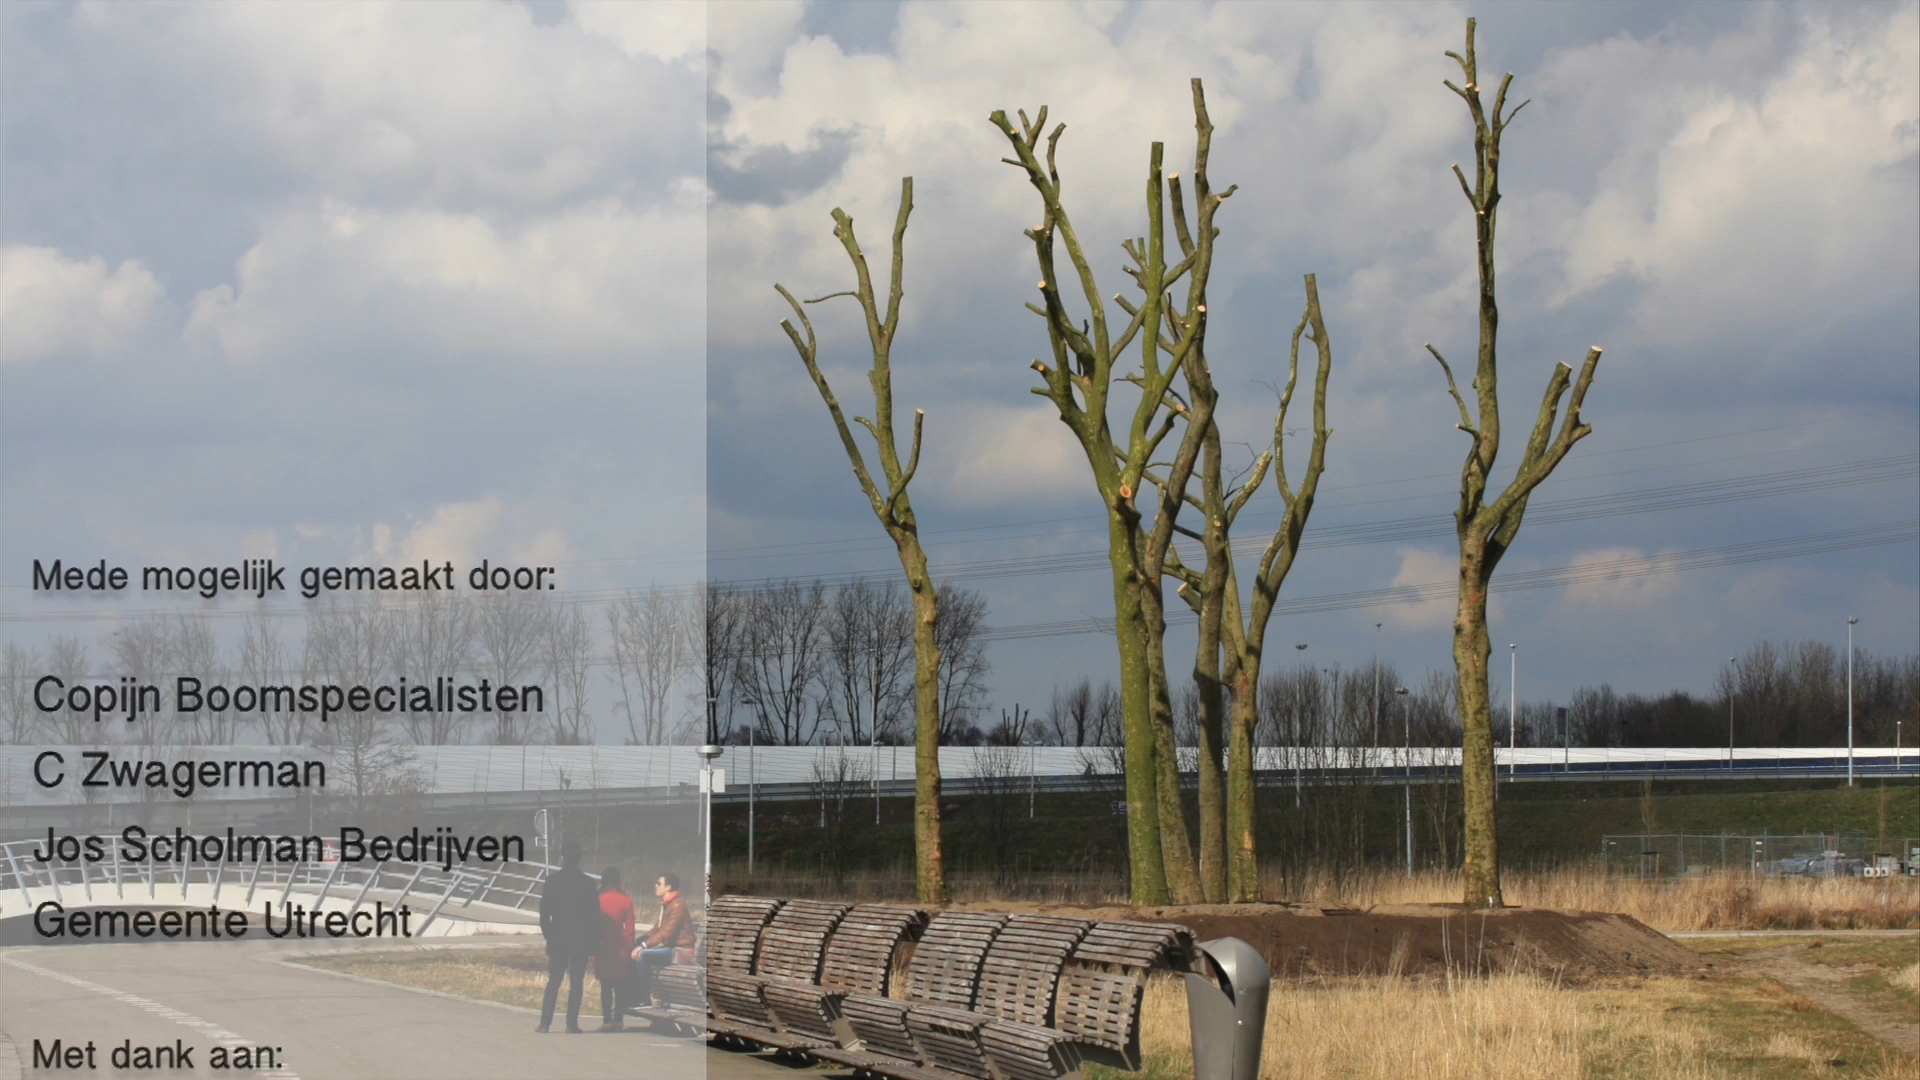 Mede mogelijk gemaakt door:
Copijn Boomspecialisten
C Zwagerman
Jos Scholman Bedrijven
Gemeente Utrecht
Met dank aan: